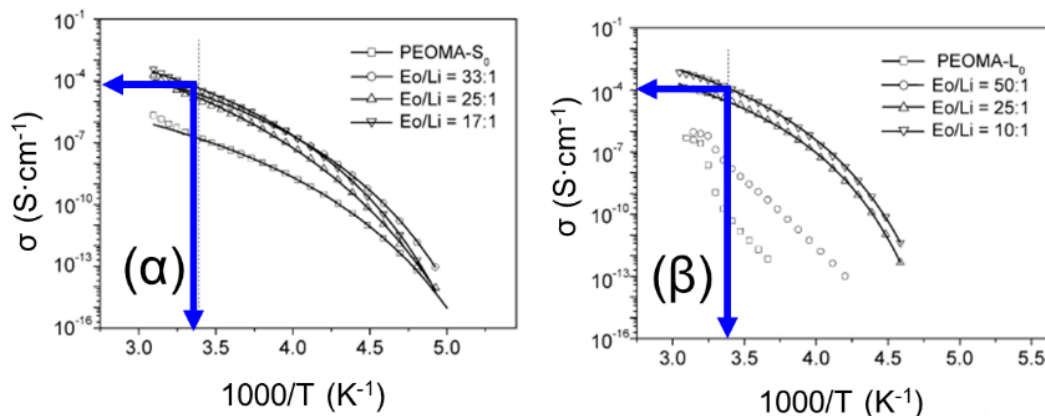 10⁻¹
10⁻⁴
10⁻⁷
10⁻¹⁰
10⁻¹³
10⁻¹⁶
σ (S·cm⁻¹)
PEOMA-S₀
Eo/Li = 33:1
Eo/Li = 25:1
Eo/Li = 17:1
(α)
3.0 3.5 4.0 4.5 5.0
1000/T (K⁻¹)
10⁻¹
10⁻⁴
10⁻⁷
10⁻¹⁰
10⁻¹³
10⁻¹⁶
σ (S·cm⁻¹)
PEOMA-L₀
Eo/Li = 50:1
Eo/Li = 25:1
Eo/Li = 10:1
(β)
3.0 3.5 4.0 4.5 5.0 5.5
1000/T (K⁻¹)